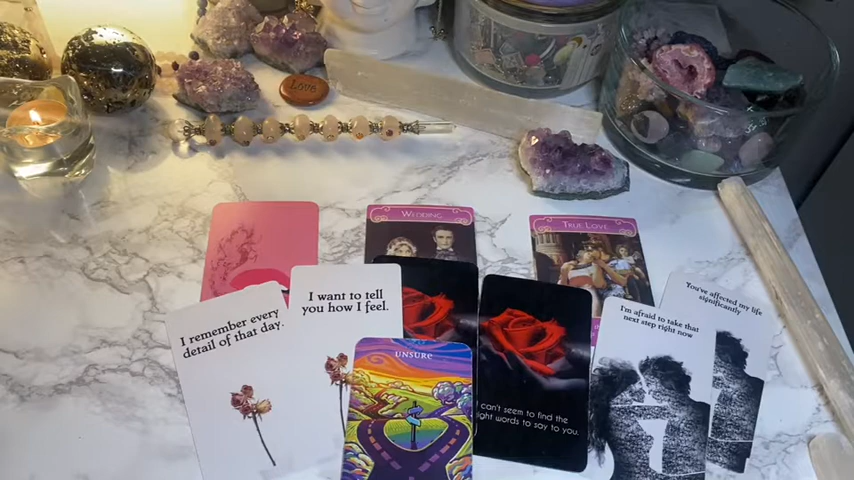 LOVE
WEDDING
TRUE LOVE
I remember every
detail of that day.
I want to tell
you how I feel.
UNSURE
I can't seem to find the
right words to say to you.
I'm afraid to take that
next step right now
You've affected my life
significantly